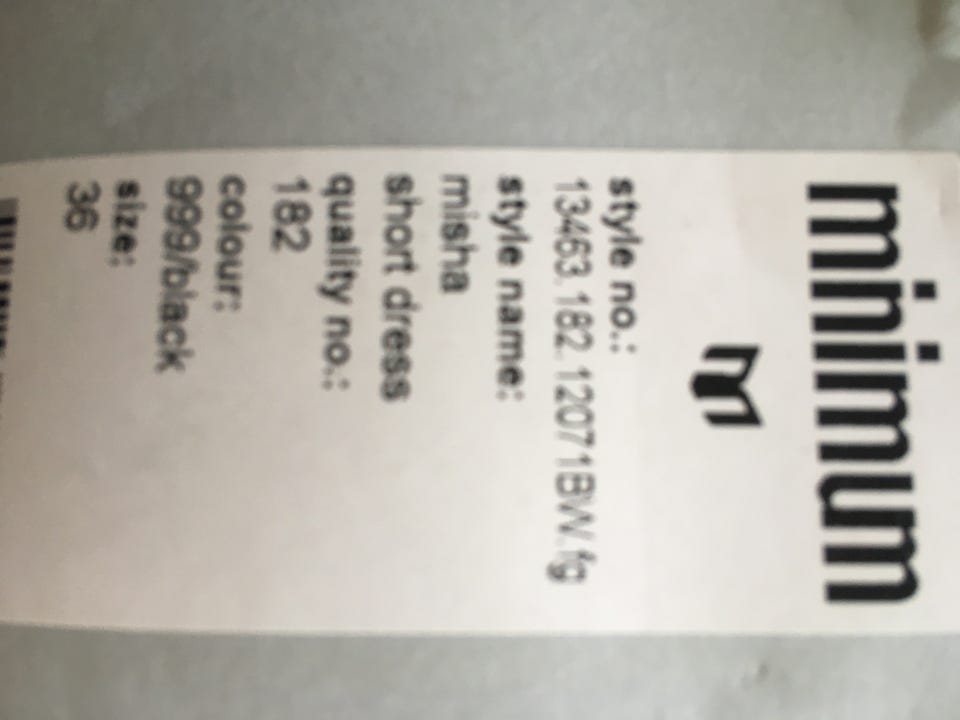 minimum
style no.:
13463.182.12071BW.fg
style name:
misha
short dress
quality no.:
182
colour:
999/black
size:
36